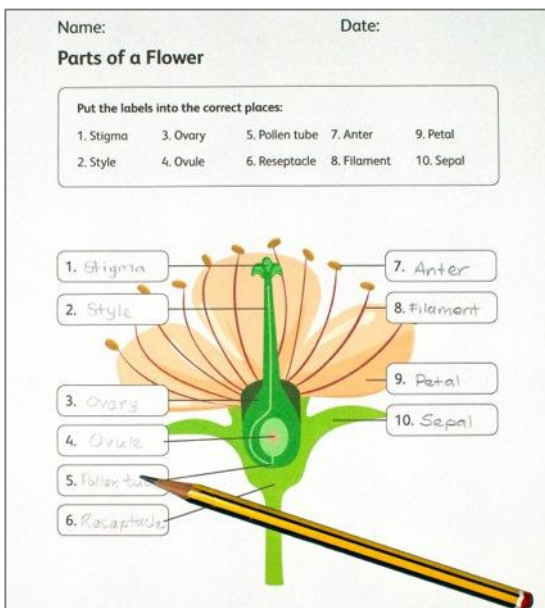 Name: Date:
Parts of a Flower
Put the labels into the correct places:
1. Stigma 3. Ovary 5. Pollen tube 7. Anter 9. Petal
2. Style 4. Ovule 6. Reseptacle 8. Filament 10. Sepal
1. Stigma 7. Anter
2. Style 8. Filament
3. Ovary 9. Petal
4. Ovule 10. Sepal
5. Pollen tube
6. Reseptacle